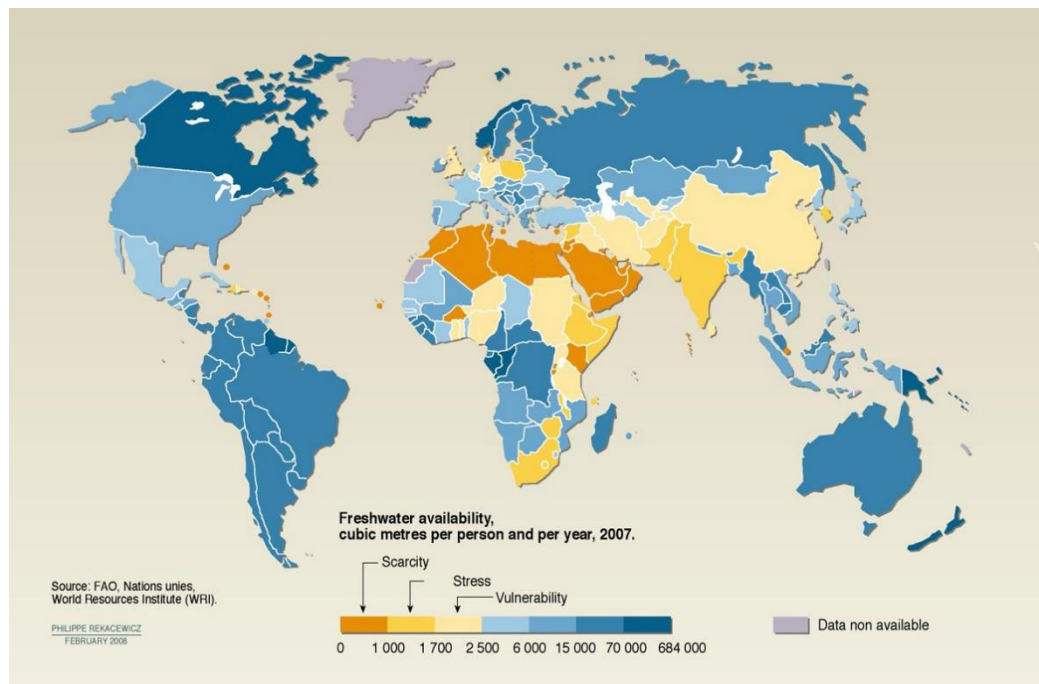 Freshwater availability,
cubic metres per person and per year, 2007.
Scarcity
Stress
Vulnerability
0 1 000 1 700 2 500 6 000 15 000 70 000 684 000
Data non available
Source: FAO, Nations unies,
World Resources Institute (WRI).
PHILIPPE REKACEWICZ
FEBRUARY 2008